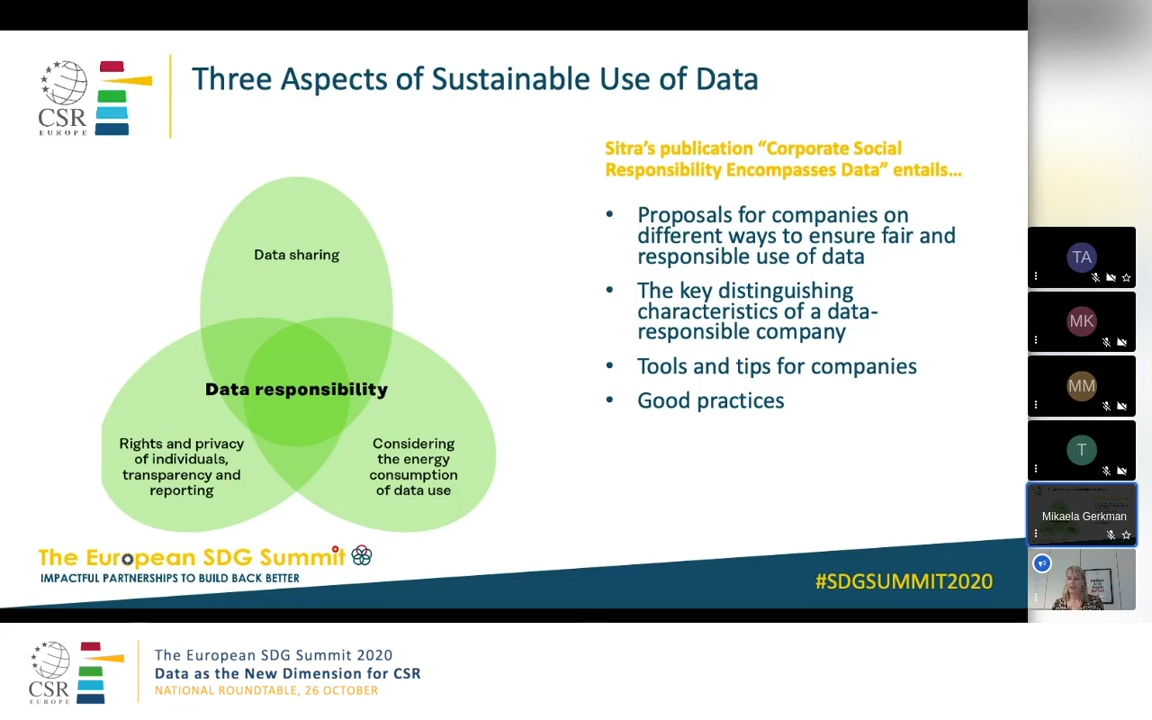 CSR
EUROPE
Three Aspects of Sustainable Use of Data
Sitra's publication “Corporate Social
Responsibility Encompasses Data” entails…
• Proposals for companies on
different ways to ensure fair and
responsible use of data
• The key distinguishing
characteristics of a data-
responsible company
• Tools and tips for companies
• Good practices
Data sharing
Data responsibility
Rights and privacy
of individuals,
transparency and
reporting
Considering
the energy
consumption
of data use
The European SDG Summit
IMPACTFUL PARTNERSHIPS TO BUILD BACK BETTER
#SDGSUMMIT2020
TA
MK
MM
T
Mikaela Gerkman
CSR
EUROPE
The European SDG Summit 2020
Data as the New Dimension for CSR
NATIONAL ROUNDTABLE, 26 OCTOBER